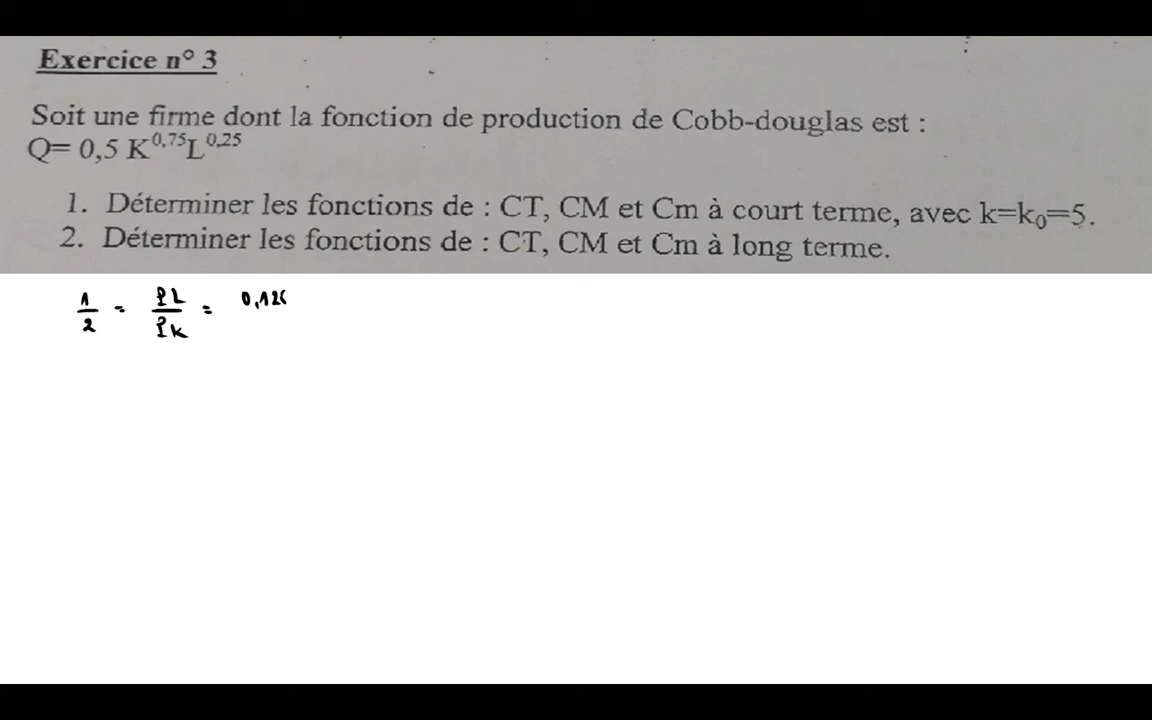 Exercice n° 3
Soit une firme dont la fonction de production de Cobb-douglas est :
Q= 0,5 K^0,75 L^0,25
1. Déterminer les fonctions de : CT, CM et Cm à court terme, avec k=k₀=5.
2. Déterminer les fonctions de : CT, CM et Cm à long terme.
1/2 = PL/PK = 0,12